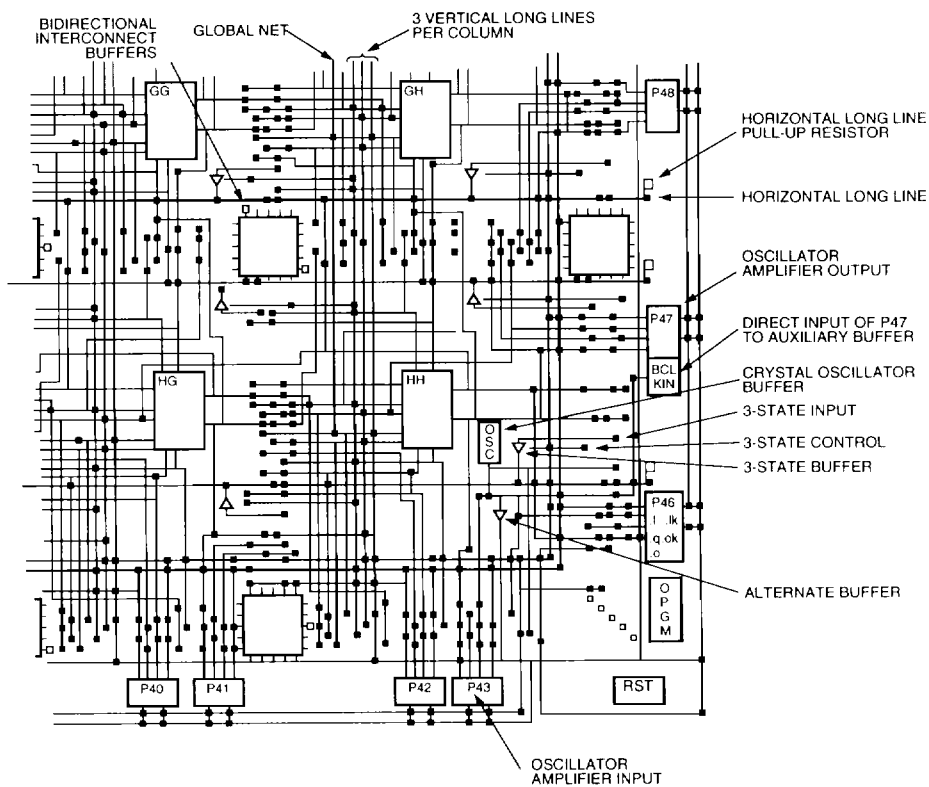 BIDIRECTIONAL
INTERCONNECT
BUFFERS
GLOBAL NET
3 VERTICAL LONG LINES
PER COLUMN
GG
GH
P48
HORIZONTAL LONG LINE
PULL-UP RESISTOR
HORIZONTAL LONG LINE
OSCILLATOR
AMPLIFIER OUTPUT
P47
DIRECT INPUT OF P47
TO AUXILIARY BUFFER
BCL
KIN
HG
HH
CRYSTAL OSCILLATOR
BUFFER
OSC
3-STATE INPUT
3-STATE CONTROL
3-STATE BUFFER
P46
.l .lk
q.ok
.o
ALTERNATE BUFFER
OPGM
P40
P41
P42
P43
RST
OSCILLATOR
AMPLIFIER INPUT